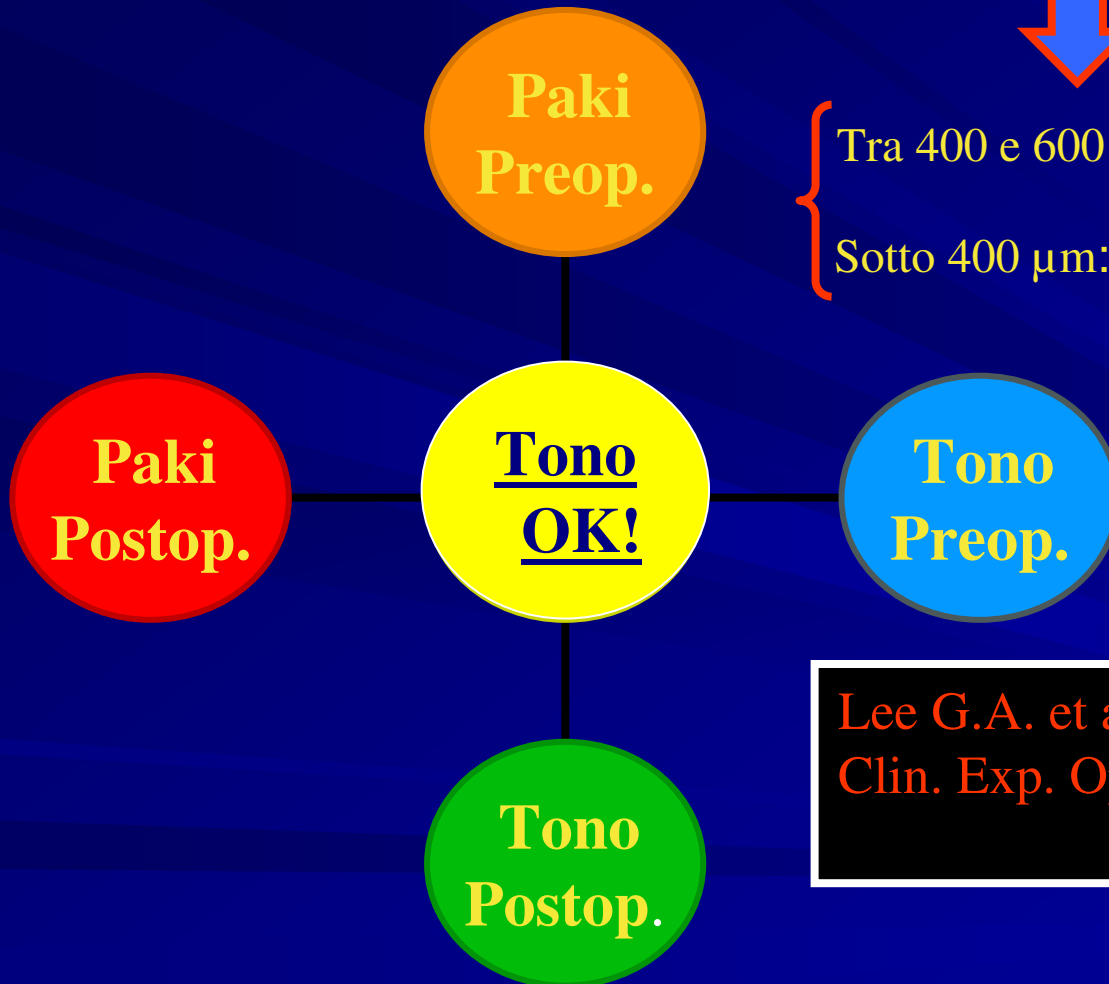 Paki
Preop.
Tra 400 e 600
Sotto 400 µm:
Paki
Postop.
Tono
OK!
Tono
Preop.
Lee G.A. et
Clin. Exp.
Tono
Postop.